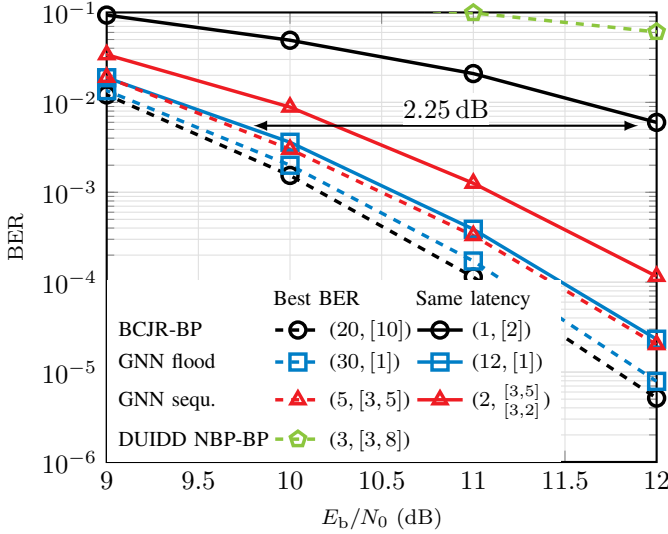 10⁻¹
10⁻²
10⁻³
10⁻⁴
10⁻⁵
10⁻⁶
BER
2.25 dB
Best BER Same latency
BCJR-BP (20, [10]) (1, [2])
GNN flood (30, [1]) (12, [1])
GNN sequ. (5, [3, 5]) (2, [3,5] [3,2])
DUIDD NBP-BP (3, [3, 8])
9 9.5 10 10.5 11 11.5 12
E_b/N_0 (dB)